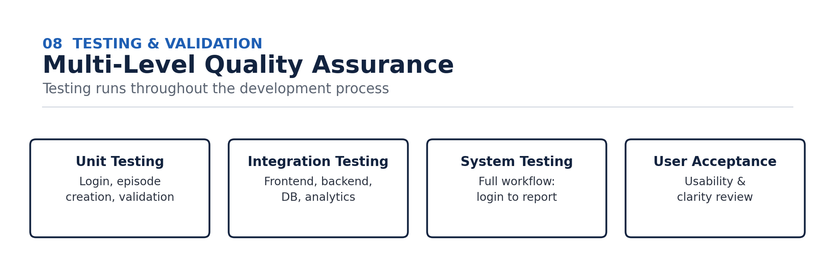 08 TESTING & VALIDATION
Multi-Level Quality Assurance
Testing runs throughout the development process
Unit Testing
Login, episode
creation, validation
Integration Testing
Frontend, backend,
DB, analytics
System Testing
Full workflow:
login to report
User Acceptance
Usability &
clarity review